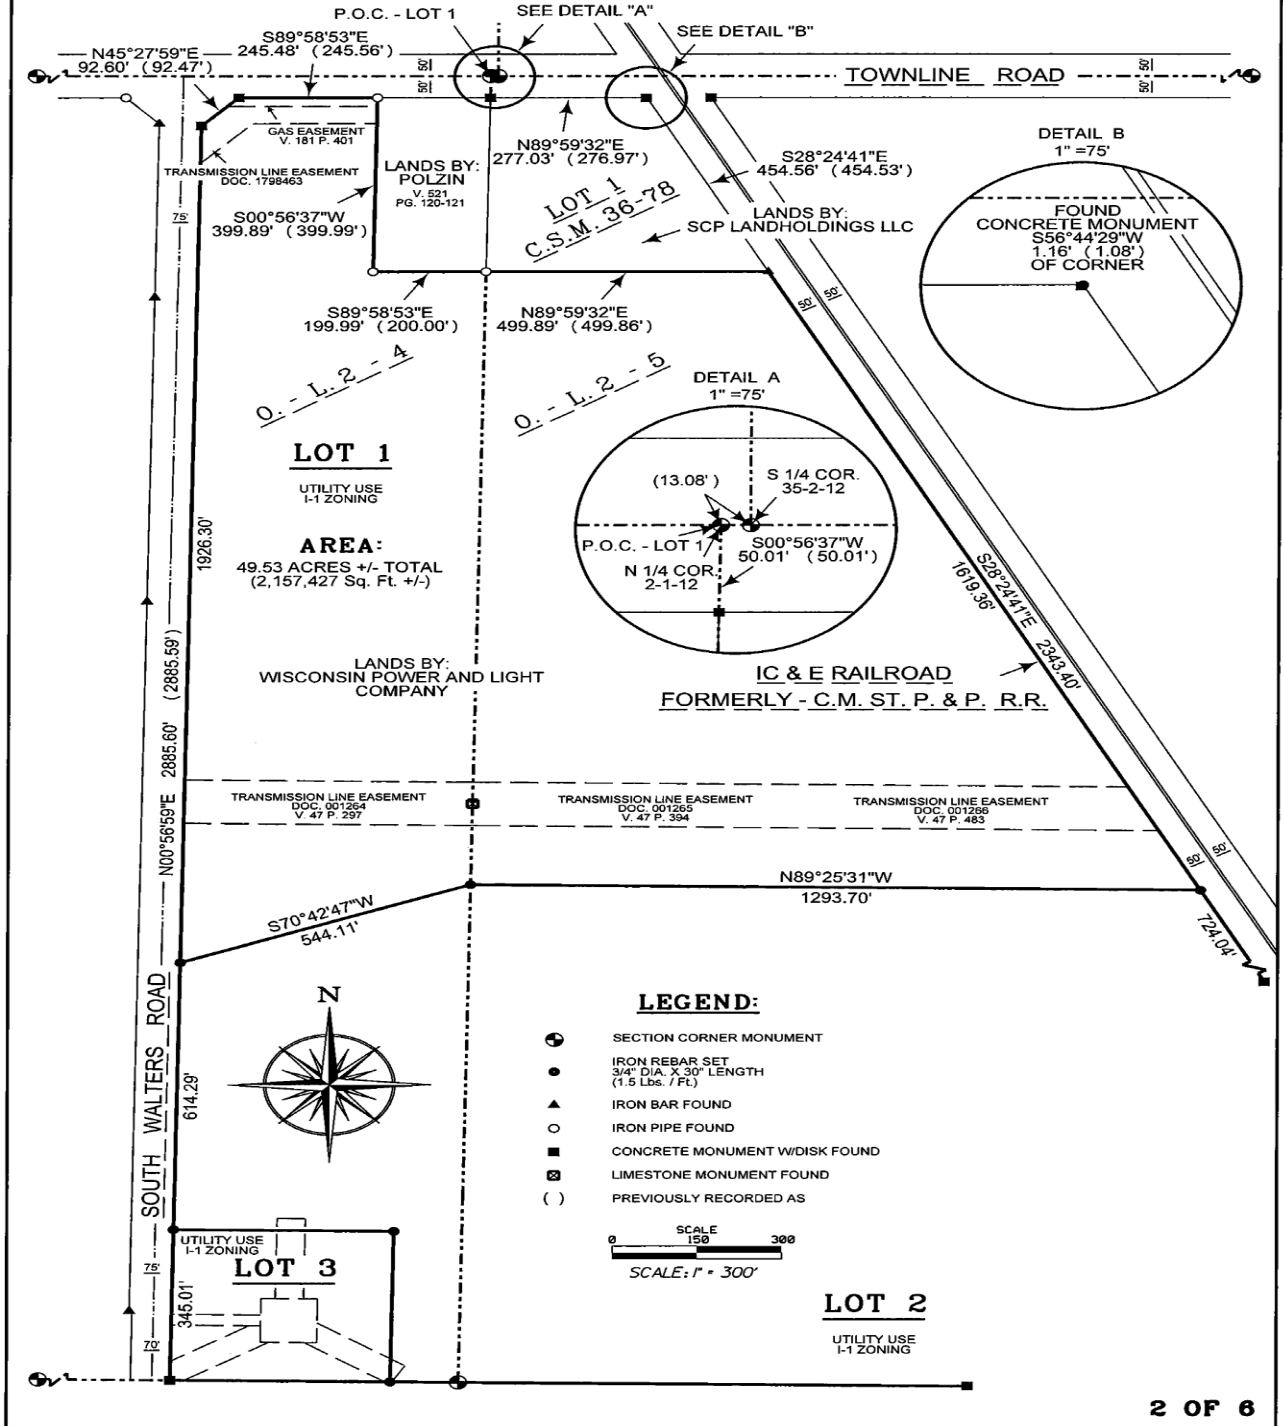 P.O.C. - LOT 1
SEE DETAIL "A"
SEE DETAIL "B"
N45°27'59"E
92.60' (92.47')
S89°58'53"E
245.48' (245.56')
50'
50'
TOWNLINE ROAD
50'
50'
GAS EASEMENT
V. 181 P. 401
TRANSMISSION LINE EASEMENT
DOC. 1798463
LANDS BY:
POLZIN
V. 521
PG. 120-121
N89°59'32"E
277.03' (276.97')
S28°24'41"E
454.56' (454.53')
75'
S00°56'37"W
399.89' (399.99')
LOT 1
C.S.M. 36-78
LANDS BY:
SCP LANDHOLDINGS LLC
DETAIL B
1" =75'
FOUND
CONCRETE MONUMENT
S56°44'29"W
1.16' (1.08')
OF CORNER
S89°58'53"E
199.99' (200.00')
N89°59'32"E
499.89' (499.86')
50'
50'
O. - L. 2 - 4
O. - L. 2 - 5
DETAIL A
1" =75'
(13.08')
S 1/4 COR.
35-2-12
P.O.C. - LOT 1
S00°56'37"W
50.01' (50.01')
N 1/4 COR.
2-1-12
LOT 1
UTILITY USE
I-1 ZONING
AREA:
49.53 ACRES +/- TOTAL
(2,157,427 Sq. Ft. +/-)
1926.30'
N00°56'59"E 2885.60' (2885.59')
S28°24'41"E 2343.40'
1619.36'
LANDS BY:
WISCONSIN POWER AND LIGHT
COMPANY
IC & E RAILROAD
FORMERLY - C.M. ST. P. & P. R.R.
TRANSMISSION LINE EASEMENT
DOC. 001264
V. 47 P. 297
TRANSMISSION LINE EASEMENT
DOC. 001265
V. 47 P. 394
TRANSMISSION LINE EASEMENT
DOC. 001266
V. 47 P. 483
50'
50'
N89°25'31"W
1293.70'
S70°42'47"W
544.11'
724.04'
SOUTH WALTERS ROAD
614.29'
N
LEGEND:
SECTION CORNER MONUMENT
IRON REBAR SET
3/4" DIA. X 30" LENGTH
(1.5 Lbs. / Ft.)
IRON BAR FOUND
IRON PIPE FOUND
CONCRETE MONUMENT W/DISK FOUND
LIMESTONE MONUMENT FOUND
( ) PREVIOUSLY RECORDED AS
SCALE
0 150 300
SCALE: 1" = 300'
UTILITY USE
I-1 ZONING
LOT 3
75'
345.01'
70'
LOT 2
UTILITY USE
I-1 ZONING
2 OF 6